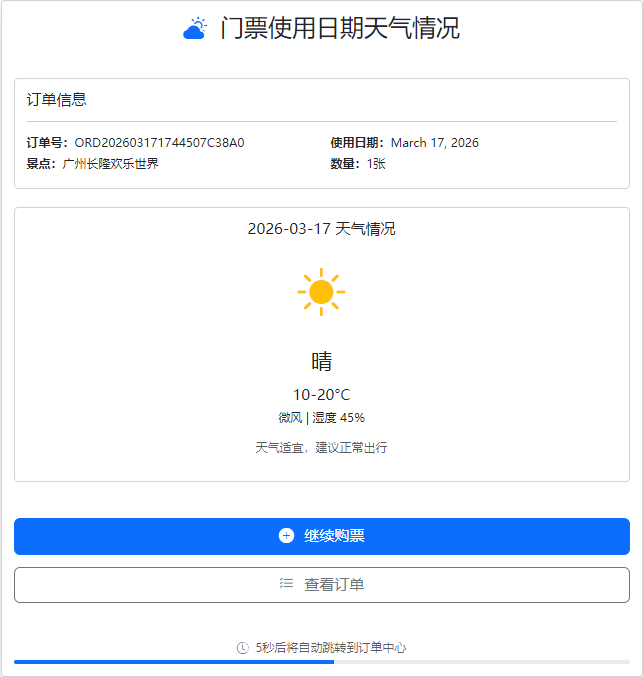 门票使用日期天气情况
订单信息
订单号：ORD202603171744507C38A0 使用日期：March 17, 2026
景点：广州长隆欢乐世界 数量：1张
2026-03-17 天气情况
晴
10-20°C
微风 | 湿度 45%
天气适宜，建议正常出行
继续购票
查看订单
5秒后将自动跳转到订单中心